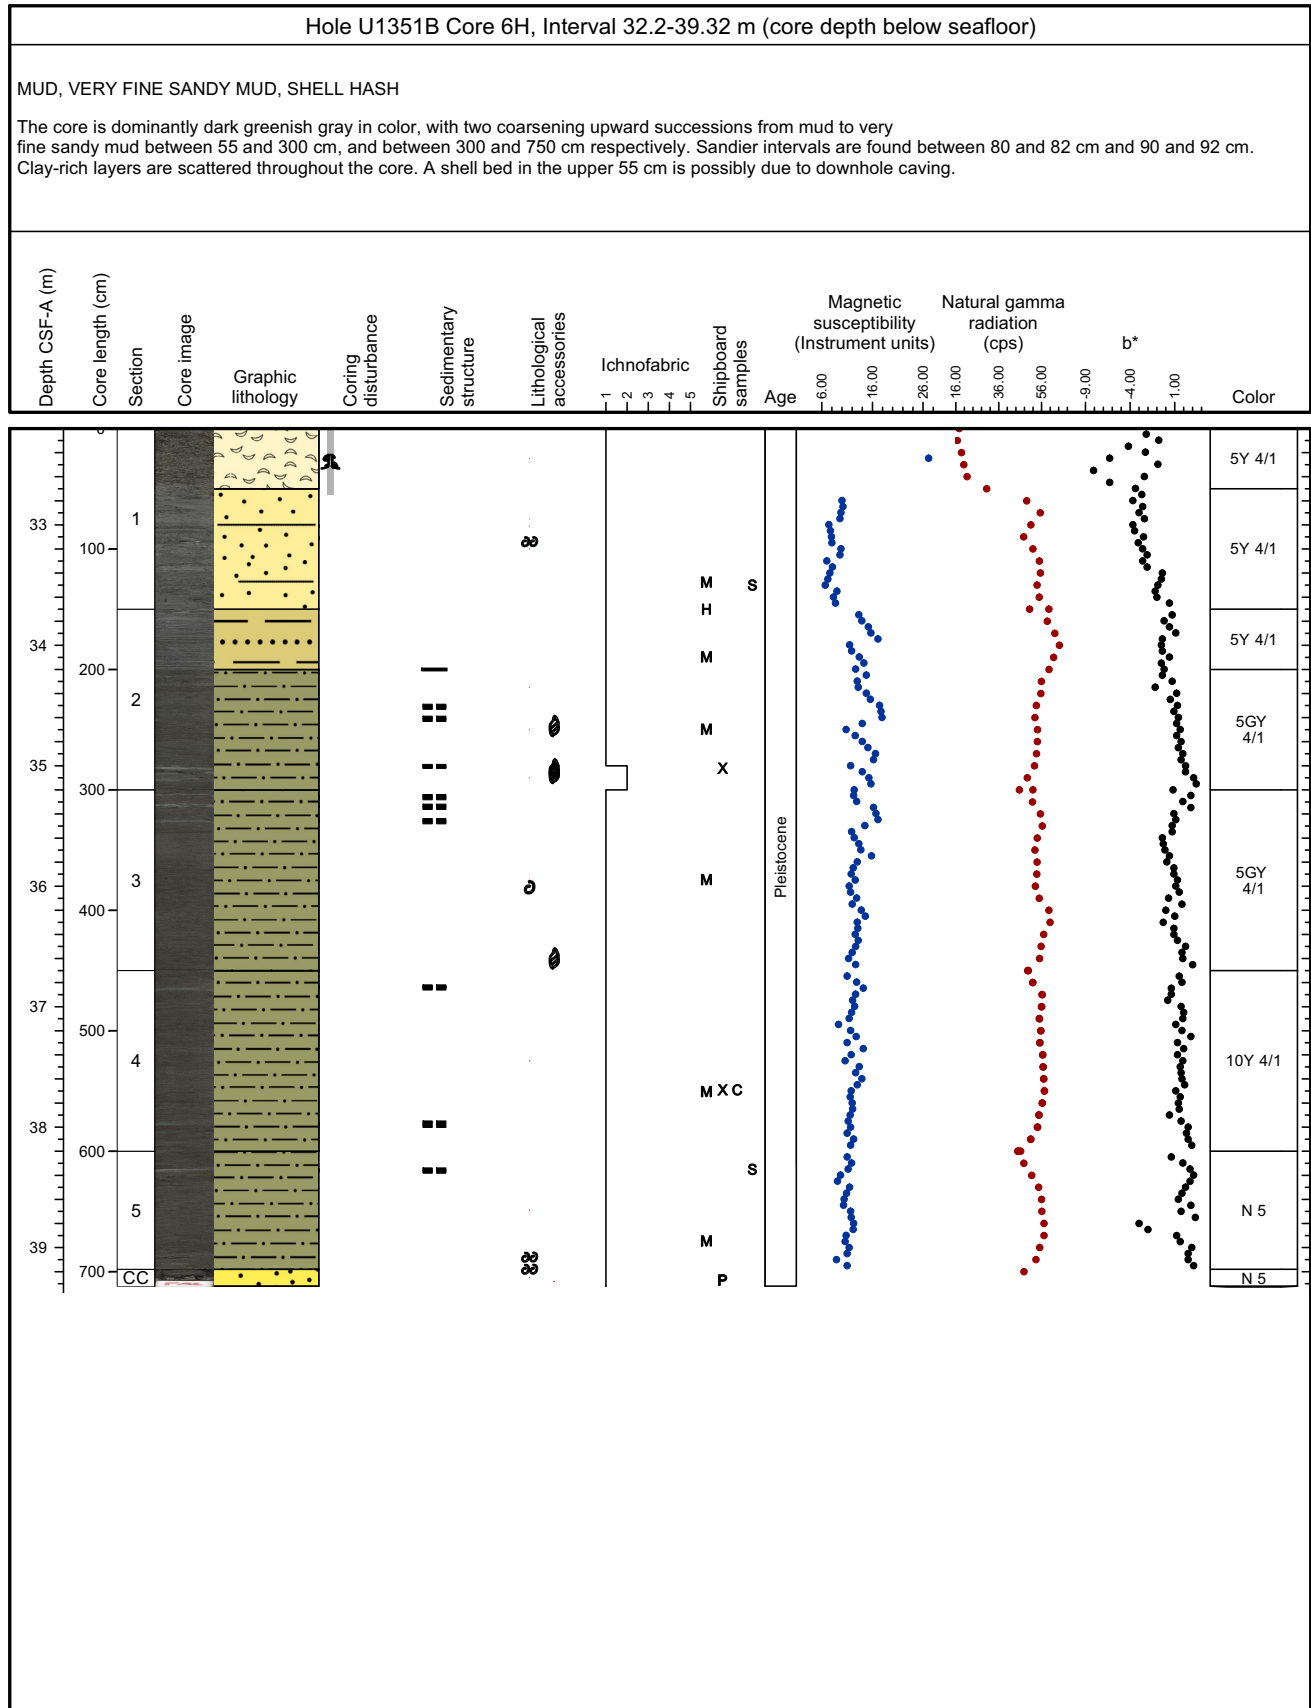 Hole U1351B Core 6H, Interval 32.2-39.32 m (core depth below seafloor)
MUD, VERY FINE SANDY MUD, SHELL HASH
The core is dominantly dark greenish gray in color, with two coarsening upward successions from mud to very
fine sandy mud between 55 and 300 cm, and between 300 and 750 cm respectively. Sandier intervals are found between 80 and 82 cm and 90 and 92 cm.
Clay-rich layers are scattered throughout the core. A shell bed in the upper 55 cm is possibly due to downhole caving.
Depth CSF-A (m)
Core length (cm)
Section
Core image
Graphic
lithology
Coring
disturbance
Sedimentary
structure
Lithological
accessories
Ichnofabric
1 2 3 4 5
Shipboard
samples
Age
Magnetic
susceptibility
(Instrument units)
6.00 16.00 26.00
Natural gamma
radiation
(cps)
16.00 36.00 56.00
b*
-9.00 -4.00 1.00
Color
0
5Y 4/1
1
33
100
5Y 4/1
M S
H
34
5Y 4/1
M
200
2
5GY
4/1
M
35
X
300
Pleistocene
3
5GY
4/1
36
M
400
37
500
4
10Y 4/1
M X C
38
600
S
5
N 5
39
M
700
CC
P
N 5